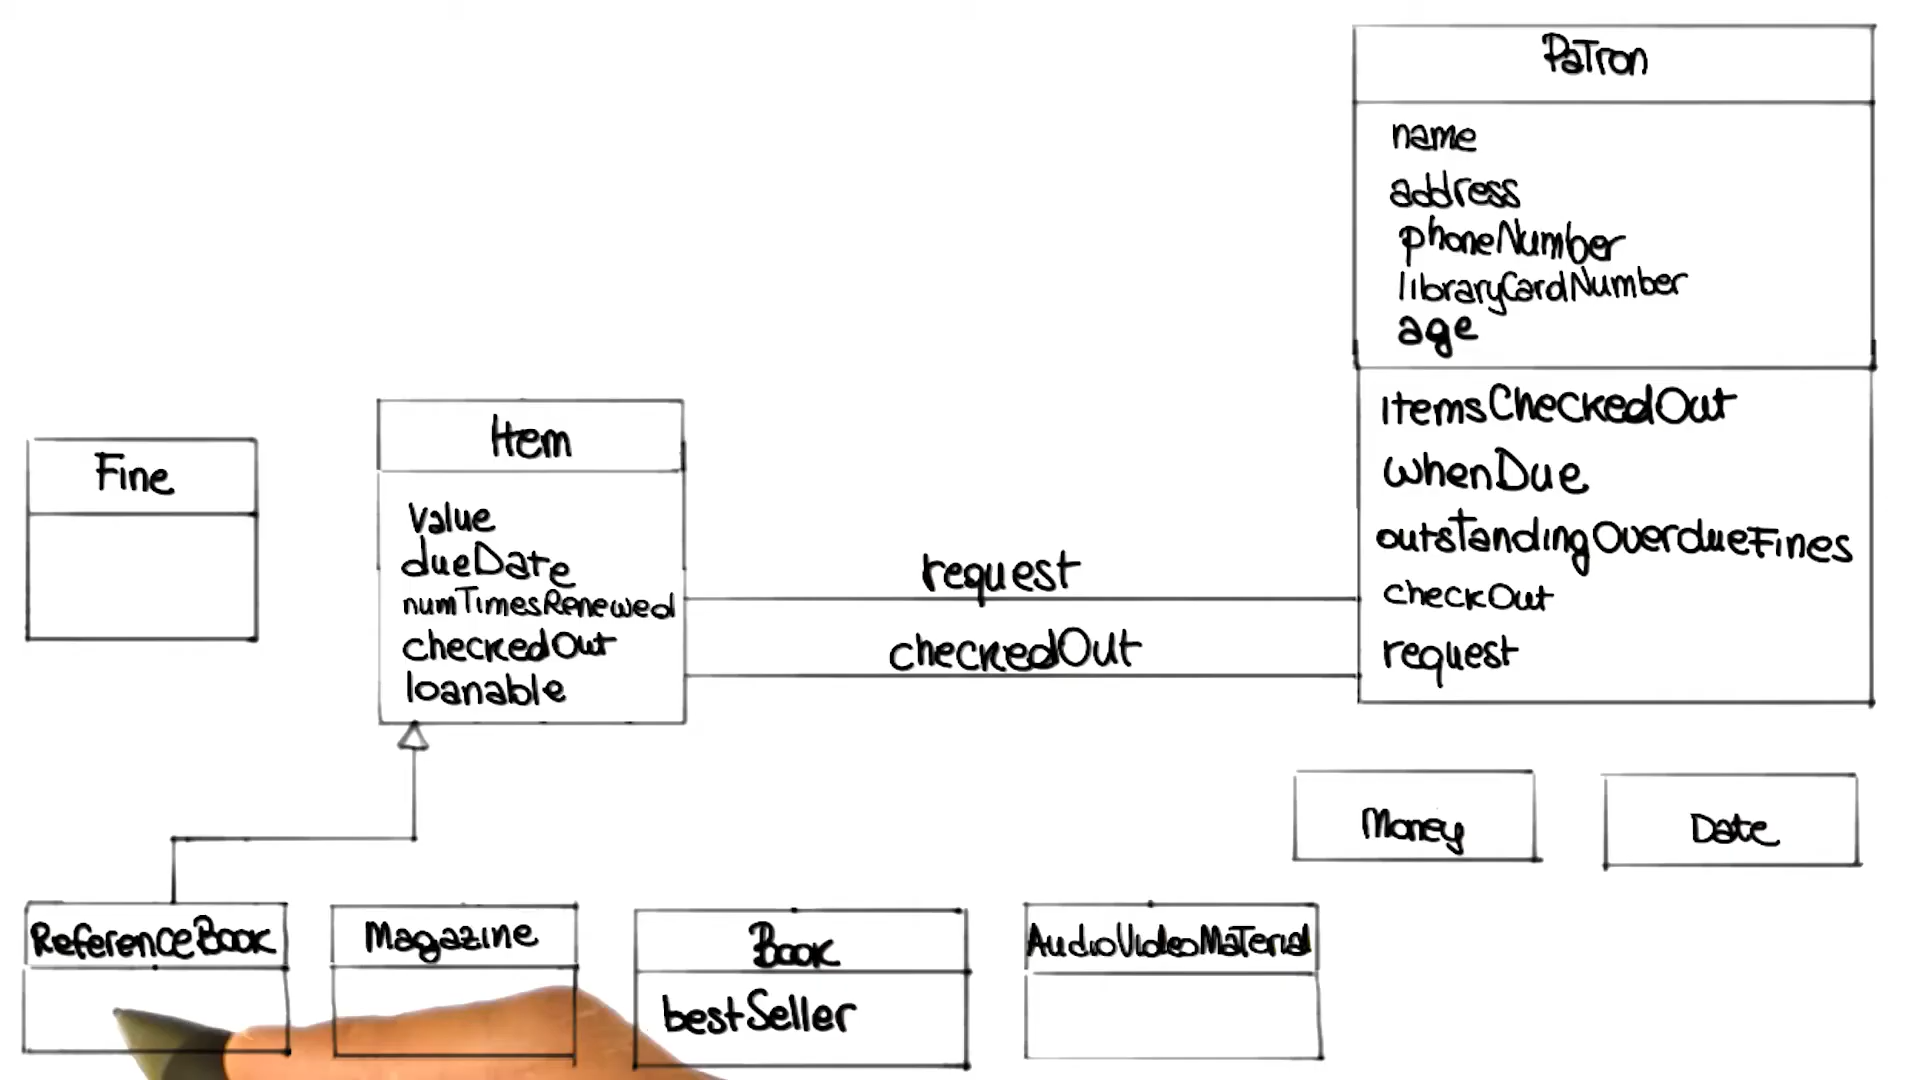 Patron
name
address
phoneNumber
libraryCardNumber
age
itemsCheckedOut
whenDue
outstandingOverdueFines
checkOut
request
Item
Value
dueDate
numTimesRenewed
checkedOut
loanable
Fine
request
checkedOut
Money
Date
ReferenceBook
Magazine
Book
bestSeller
AudioVideoMaterial